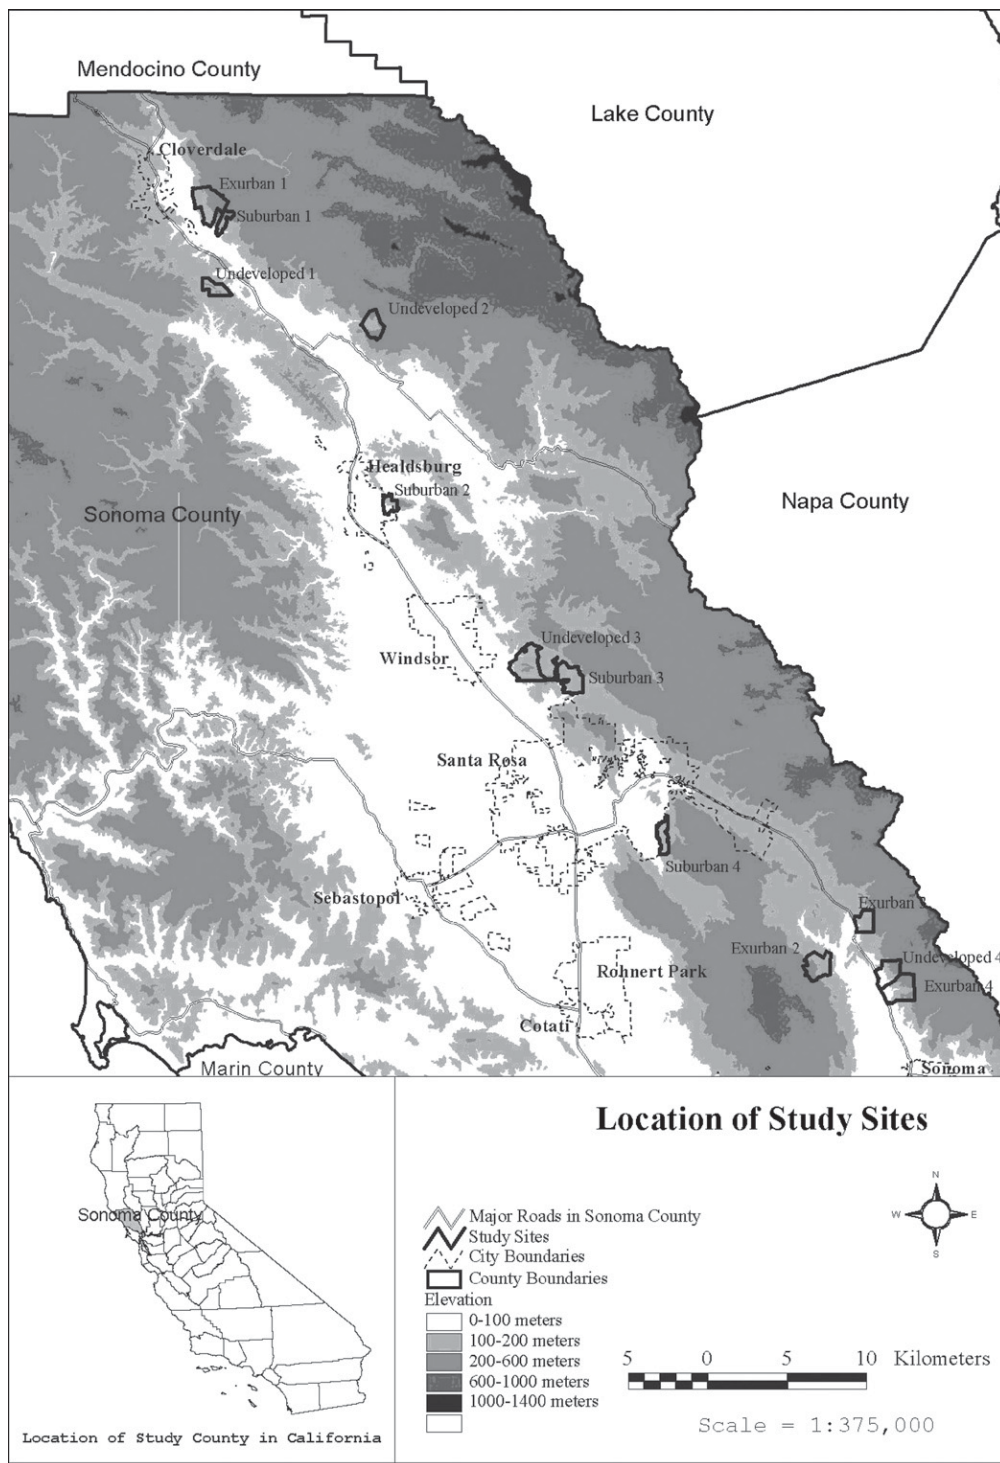 Mendocino County
Lake County
Cloverdale
Exurban 1
Suburban 1
Undeveloped 1
Undeveloped 2
Healdsburg
Suburban 2
Napa County
Sonoma County
Undeveloped 3
Windsor
Suburban 3
Santa Rosa
Suburban 4
Sebastopol
Exurban 3
Exurban 2
Undeveloped 4
Rohnert Park
Exurban 4
Cotati
Marin County
Sonoma
Location of Study Sites
N
W
E
S
Major Roads in Sonoma County
Study Sites
City Boundaries
County Boundaries
Elevation
0-100 meters
100-200 meters
200-600 meters
600-1000 meters
1000-1400 meters
5 0 5 10 Kilometers
Scale = 1:375,000
Sonoma County
Location of Study County in California